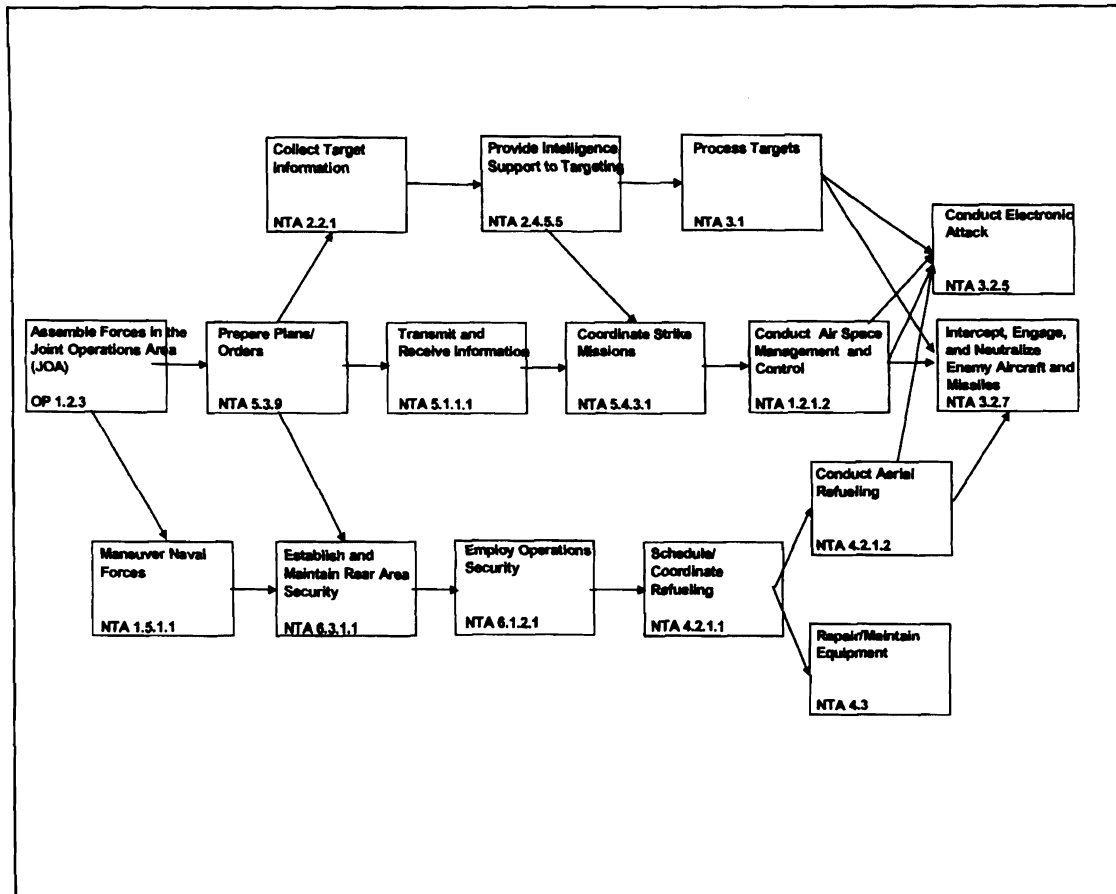 Collect Target
Information
NTA 2.2.1
Provide Intelligence
Support to Targeting
NTA 2.4.5.5
Process Targets
NTA 3.1
Conduct Electronic
Attack
NTA 3.2.5
Assemble Forces in the
Joint Operations Area
(JOA)
OP 1.2.3
Prepare Plans/
Orders
NTA 5.3.9
Transmit and
Receive Information
NTA 5.1.1.1
Coordinate Strike
Missions
NTA 5.4.3.1
Conduct Air Space
Management and
Control
NTA 1.2.1.2
Intercept, Engage,
and Neutralize
Enemy Aircraft and
Missiles
NTA 3.2.7
Conduct Aerial
Refueling
NTA 4.2.1.2
Maneuver Naval
Forces
NTA 1.5.1.1
Establish and
Maintain Rear Area
Security
NTA 6.3.1.1
Employ Operations
Security
NTA 6.1.2.1
Schedule/
Coordinate
Refueling
NTA 4.2.1.1
Repair/Maintain
Equipment
NTA 4.3